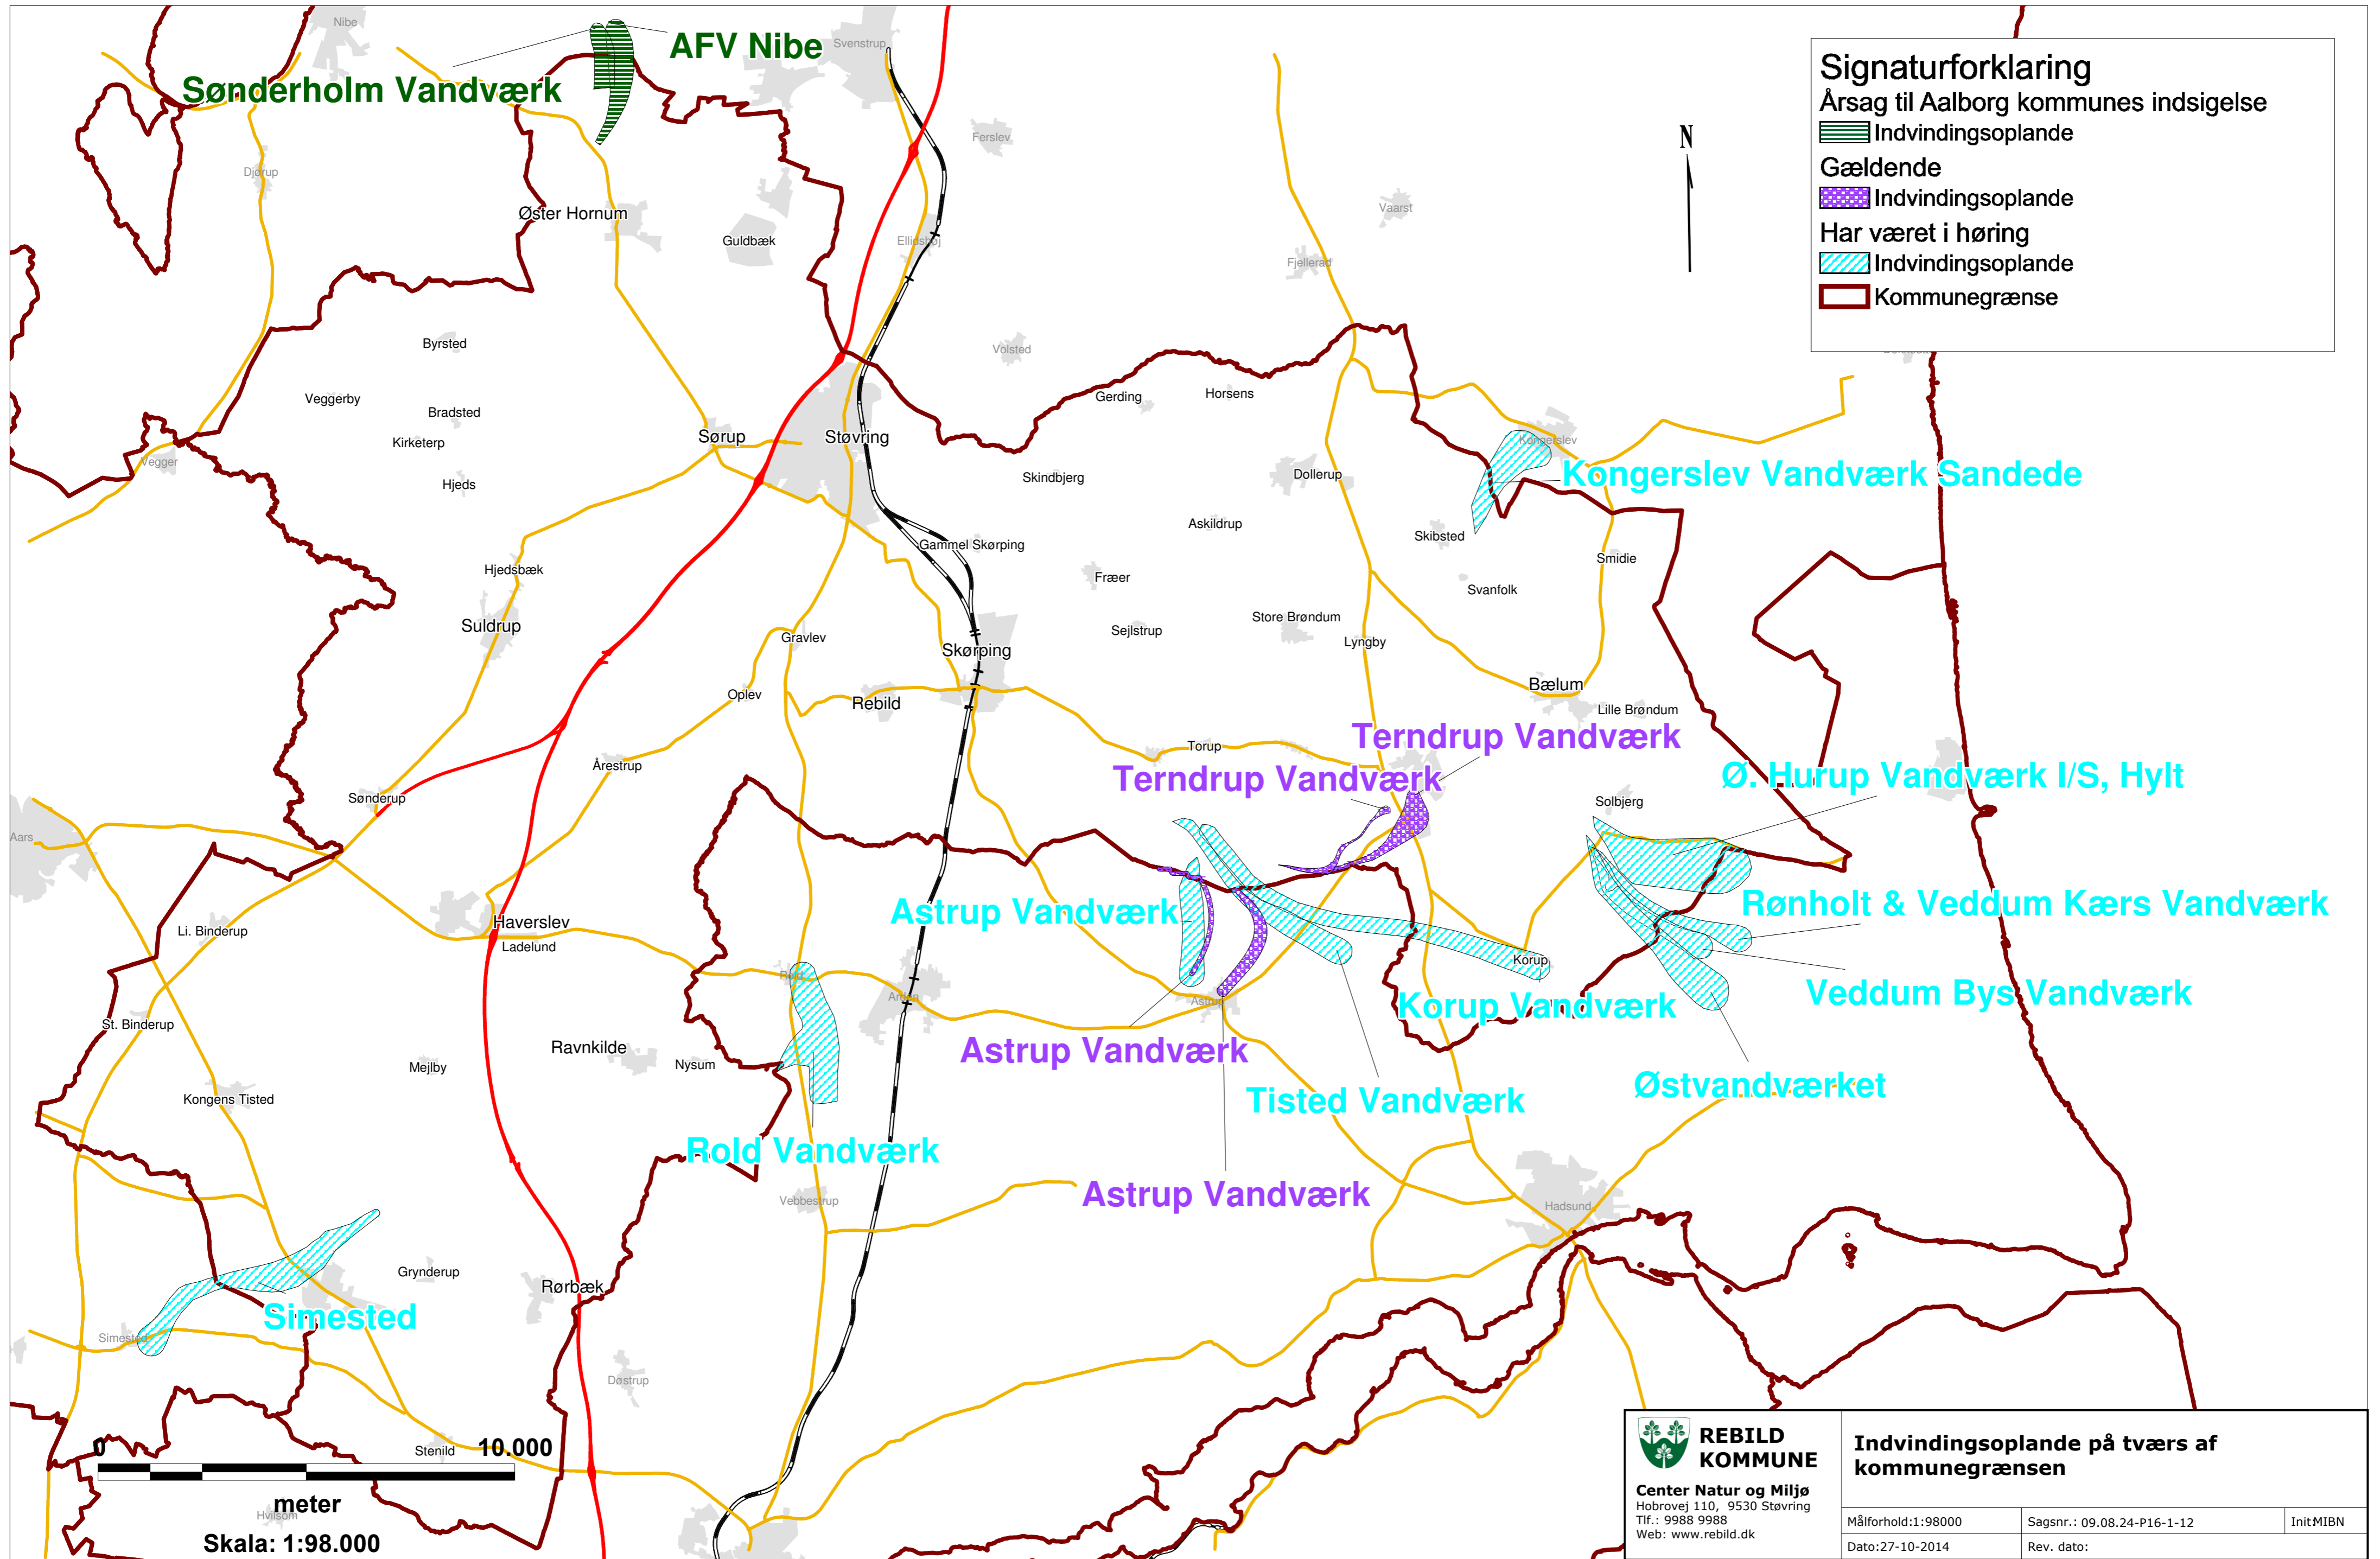 Nibe
AFV Nibe
Svenstrup
Sønderholm Vandværk
Ferslev
Djørup
Øster Hornum
Guldbæk
Ellidshøj
Vaarst
Fjellerad
N
Signaturforklaring
Årsag til Aalborg kommunes indsigelse
Indvindingsoplande
Gældende
Indvindingsoplande
Har været i høring
Indvindingsoplande
Kommunegrænse
Byrsted
Volsted
Veggerby
Bradsted
Gerding
Horsens
Kirketerp
Sørup
Støvring
Kongerslev
Vegger
Hjeds
Skindbjerg
Dollerup
Kongerslev Vandværk Sandede
Askildrup
Skibsted
Gammel Skørping
Smidie
Hjedsbæk
Fræer
Svanfolk
Suldrup
Gravlev
Skørping
Sejlstrup
Store Brøndum
Lyngby
Oplev
Rebild
Bælum
Lille Brøndum
Torup
Terndrup Vandværk
Årestrup
Terndrup Vandværk
Ø. Hurup Vandværk I/S, Hylt
Sønderup
Solbjerg
Aars
Haverslev
Astrup Vandværk
Rønholt & Veddum Kærs Vandværk
Li. Binderup
Ladelund
Rold
Arden
Astrup
Korup
Veddum Bys Vandværk
Korup Vandværk
St. Binderup
Ravnkilde
Astrup Vandværk
Mejlby
Nysum
Kongens Tisted
Tisted Vandværk
Østvandværket
Rold Vandværk
Vebbestrup
Astrup Vandværk
Hadsund
Grynderup
Rørbæk
Simested
Simested
Døstrup
Stenild
0 10.000
meter
Hvilsom
Skala: 1:98.000
REBILD
KOMMUNE
Center Natur og Miljø
Hobrovej 110, 9530 Støvring
Tlf.: 9988 9988
Web: www.rebild.dk
Indvindingsoplande på tværs af
kommunegrænsen
Målforhold:1:98000
Sagsnr.: 09.08.24-P16-1-12
Init:MIBN
Dato:27-10-2014
Rev. dato: